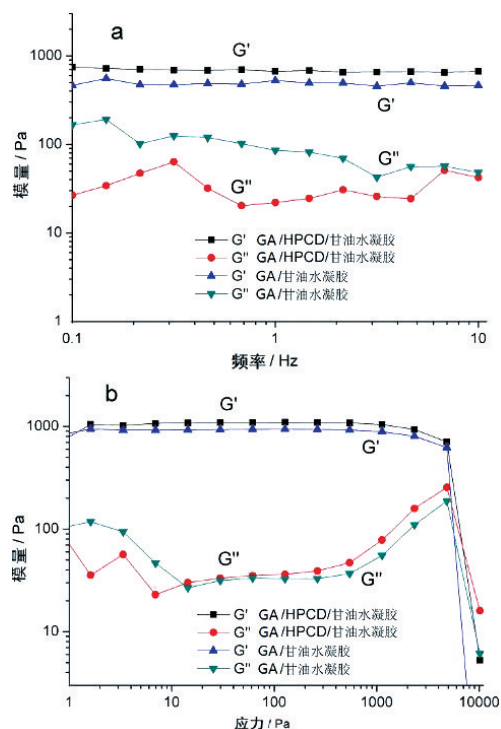 a
G'
G'
G"
G"
1000
100
10
1
模量 / Pa
G' GA/HPCD/甘油水凝胶
G" GA/HPCD/甘油水凝胶
G' GA/甘油水凝胶
G" GA/甘油水凝胶
0.1 1 10
频率 / Hz
b
G'
G'
G"
G"
1000
100
10
模量 / Pa
G' GA/HPCD/甘油水凝胶
G" GA/HPCD/甘油水凝胶
G' GA/甘油水凝胶
G" GA/甘油水凝胶
1 10 100 1000 10000
应力 / Pa